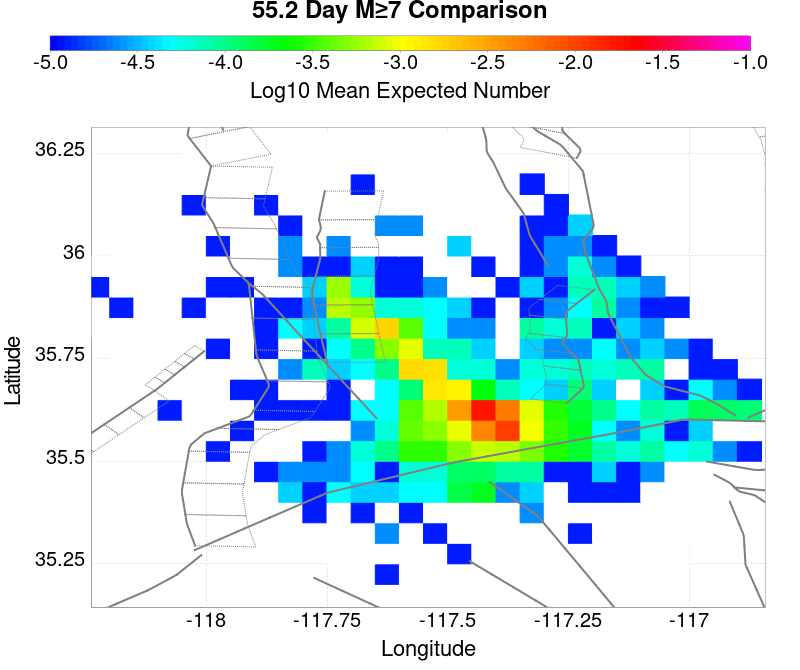 55.2 Day M≥7 Comparison
-5.0 -4.5 -4.0 -3.5 -3.0 -2.5 -2.0 -1.5 -1.0
Log10 Mean Expected Number
36.25
36
35.75
35.5
35.25
Latitude
-118 -117.75 -117.5 -117.25 -117
Longitude